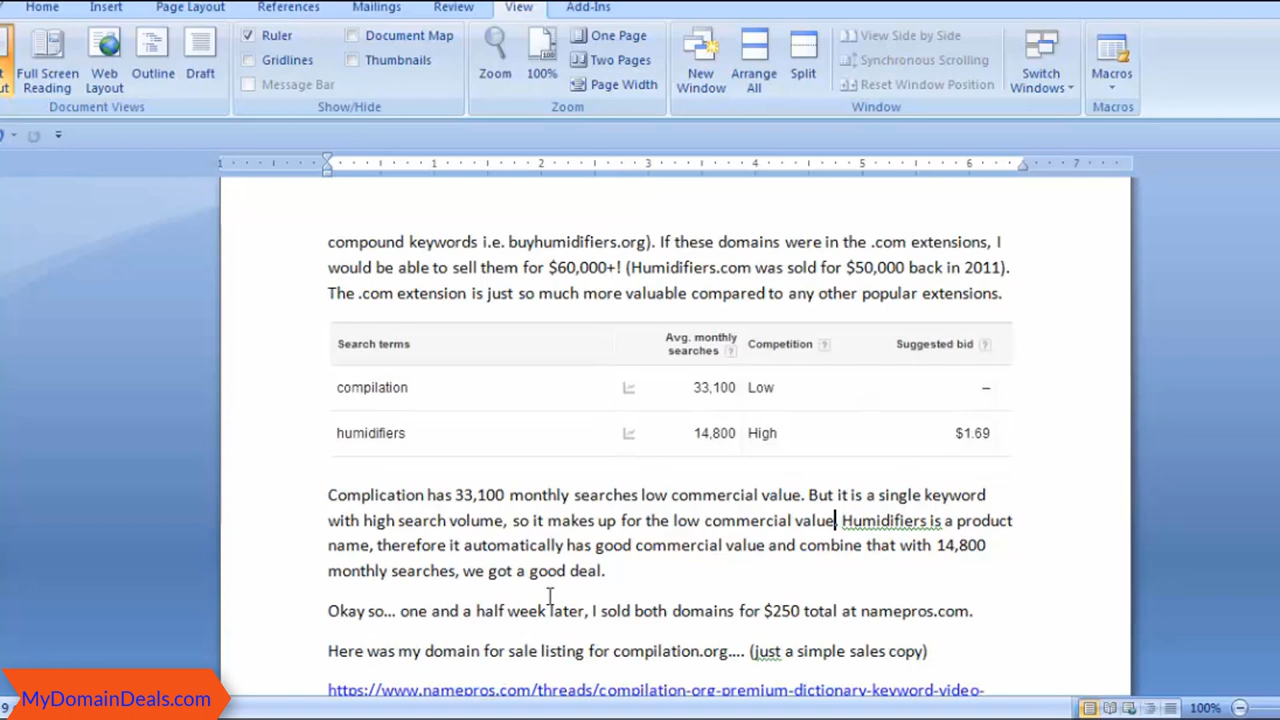 Home Insert Page Layout References Mailings Review View Add-Ins
Ruler Document Map One Page View Side by Side
Gridlines Thumbnails Two Pages Synchronous Scrolling
Message Bar Page Width Reset Window Position
Full Screen Reading Web Layout Outline Draft Zoom 100% New Window Arrange All Split Switch Windows Macros
Document Views Show/Hide Zoom Window Macros
1 1 2 3 4 5 6 7
compound keywords i.e. buyhumidifiers.org). If these domains were in the .com extensions, I
would be able to sell them for $60,000+! (Humidifiers.com was sold for $50,000 back in 2011).
The .com extension is just so much more valuable compared to any other popular extensions.
Search terms Avg. monthly searches ? Competition ? Suggested bid ?
compilation 33,100 Low –
humidifiers 14,800 High $1.69
Complication has 33,100 monthly searches low commercial value. But it is a single keyword
with high search volume, so it makes up for the low commercial value. Humidifiers is a product
name, therefore it automatically has good commercial value and combine that with 14,800
monthly searches, we got a good deal.
Okay so... one and a half week later, I sold both domains for $250 total at namepros.com.
Here was my domain for sale listing for compilation.org.... (just a simple sales copy)
https://www.namepros.com/threads/compilation-org-premium-dictionary-keyword-video-
MyDomainDeals.com
9 100%